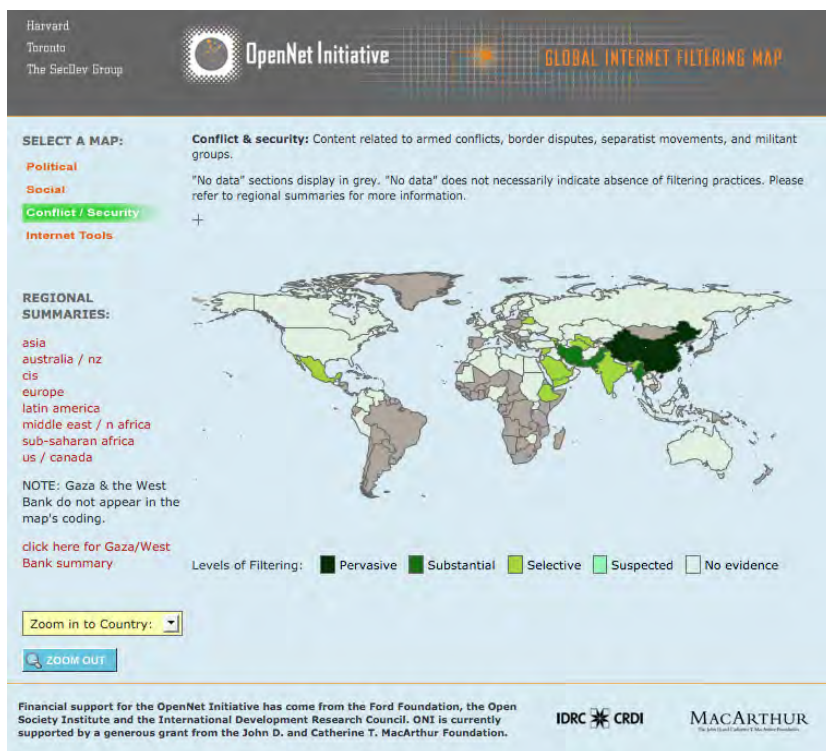 Harvard
Toronto
The SecDev Group
OpenNet Initiative
GLOBAL INTERNET FILTERING MAP
SELECT A MAP:
Political
Social
Conflict / Security
Internet Tools
Conflict & security: Content related to armed conflicts, border disputes, separatist movements, and militant
groups.
"No data" sections display in grey. "No data" does not necessarily indicate absence of filtering practices. Please
refer to regional summaries for more information.
REGIONAL
SUMMARIES:
asia
australia / nz
cis
europe
latin america
middle east / n africa
sub-saharan africa
us / canada
NOTE: Gaza & the West
Bank do not appear in the
map's coding.
click here for Gaza/West
Bank summary
Levels of Filtering: Pervasive Substantial Selective Suspected No evidence
Zoom in to Country:
ZOOM OUT
Financial support for the OpenNet Initiative has come from the Ford Foundation, the Open
Society Institute and the International Development Research Council. ONI is currently
supported by a generous grant from the John D. and Catherine T. MacArthur Foundation.
IDRC CRDI
MACARTHUR
The John D. and Catherine T. MacArthur Foundation